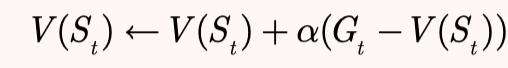 V(S_t) ← V(S_t) + α(G_t − V(S_t))